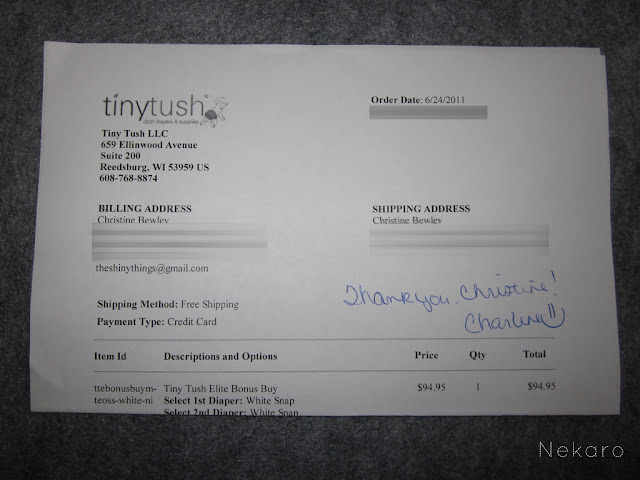 tinytush
cloth diapers & supplies
Order Date: 6/24/2011
Tiny Tush LLC
659 Ellinwood Avenue
Suite 200
Reedsburg, WI 53959 US
608-768-8874
BILLING ADDRESS
Christine Bewley
SHIPPING ADDRESS
Christine Bewley
theshinythings@gmail.com
Shipping Method: Free Shipping
Payment Type: Credit Card
Thank you Christine!
Charlene
Item Id Descriptions and Options Price Qty Total
ttebonusbuym- Tiny Tush Elite Bonus Buy $94.95 1 $94.95
teoss-white-ni Select 1st Diaper: White Snap
Select 2nd Diaper: White Snap
Nekaro